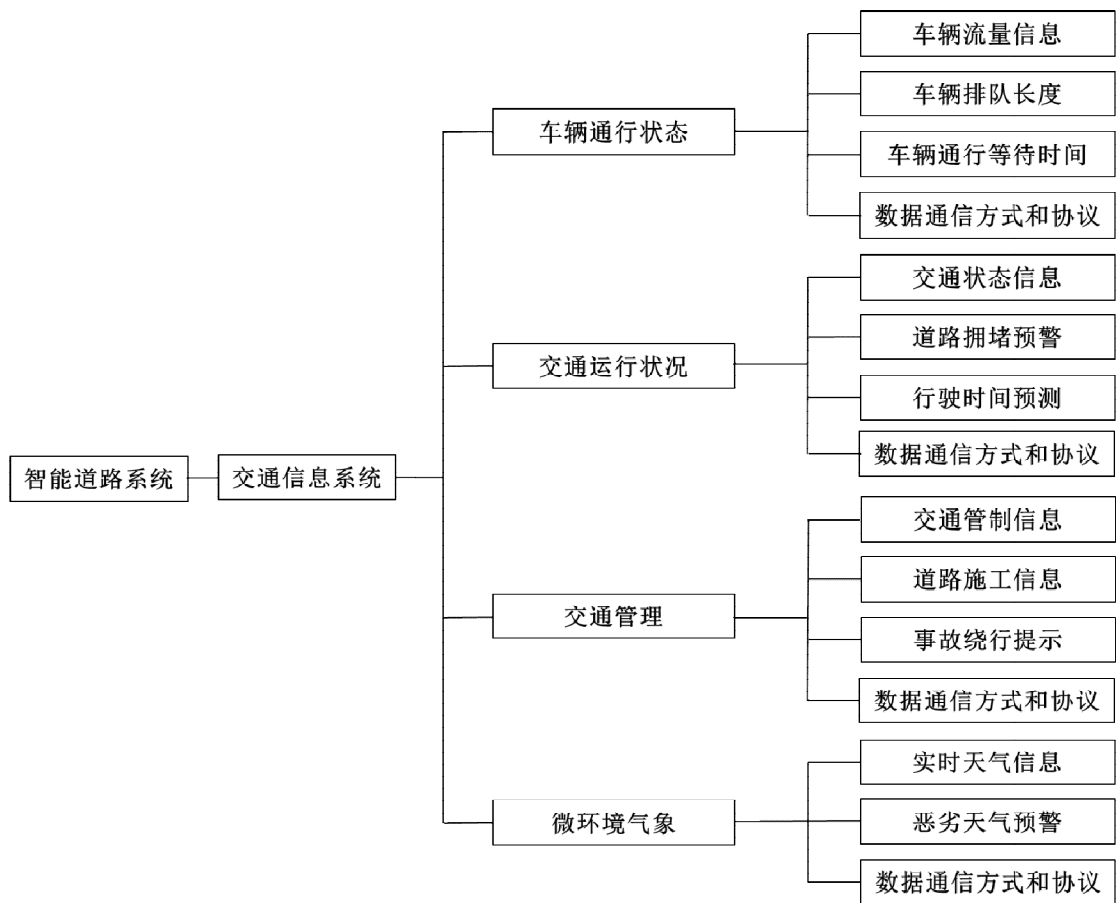 智能道路系统
交通信息系统
车辆通行状态
车辆流量信息
车辆排队长度
车辆通行等待时间
数据通信方式和协议
交通运行状况
交通状态信息
道路拥堵预警
行驶时间预测
数据通信方式和协议
交通管理
交通管制信息
道路施工信息
事故绕行提示
数据通信方式和协议
微环境气象
实时天气信息
恶劣天气预警
数据通信方式和协议